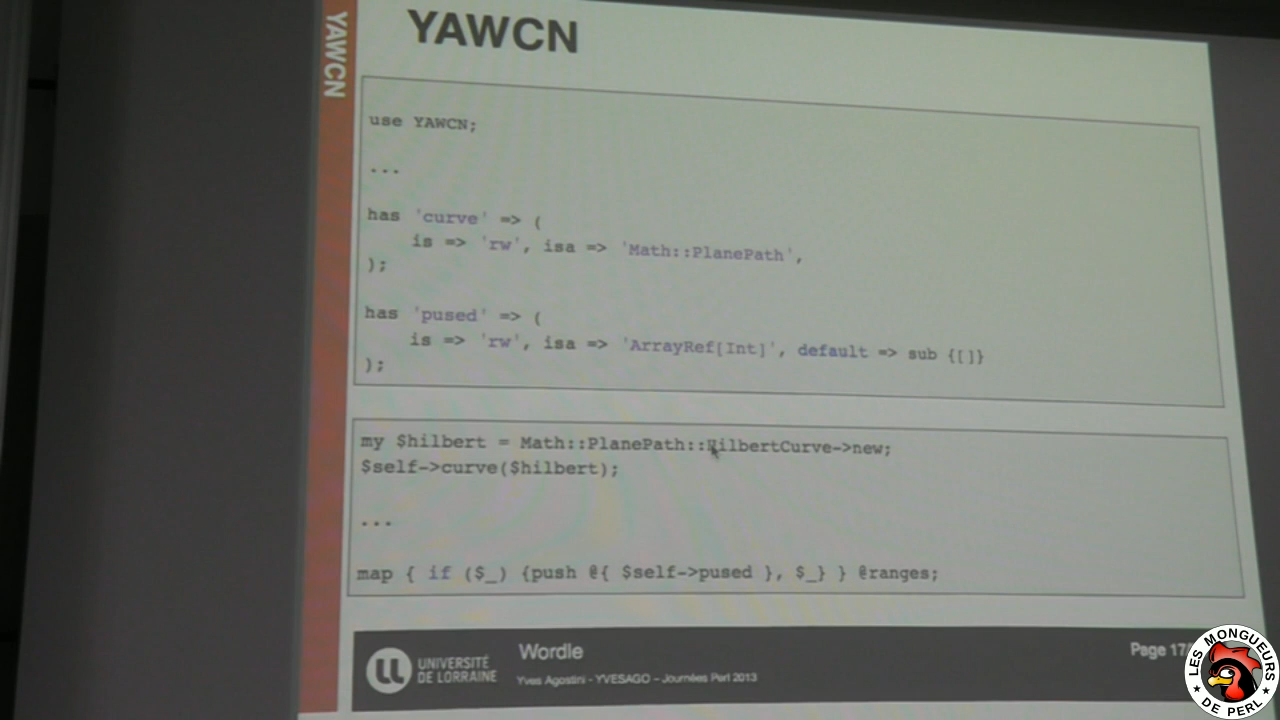 YAWCN
YAWCN
use YAWCN;
...
has 'curve' => (
is => 'rw', isa => 'Math::PlanePath',
);
has 'pused' => (
is => 'rw', isa => 'ArrayRef[Int]', default => sub {[]}
);
my $hilbert = Math::PlanePath::HilbertCurve->new;
$self->curve($hilbert);
...
map { if ($_) {push @{ $self->pused }, $_} } @ranges;
UNIVERSITÉ
DE LORRAINE
Wordle
Yves Agostini - YVESAGO – Journées Perl 2013
Page 17
LES MONGUEURS
DE PERL